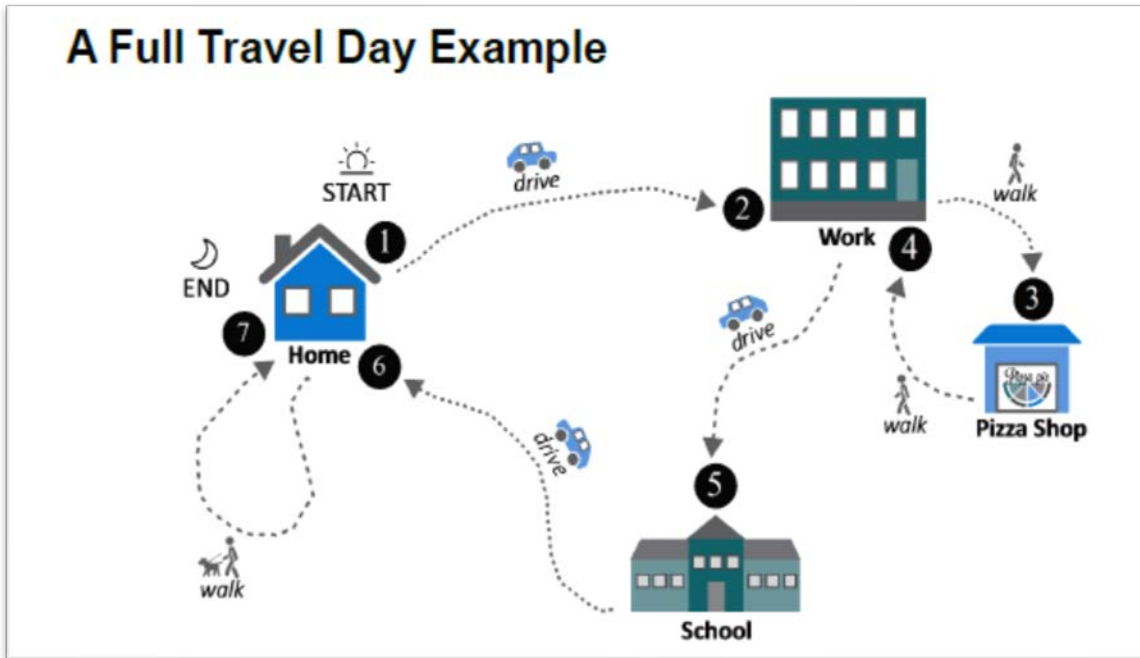 A Full Travel Day Example
START
1
drive
2
Work
walk
3
Pizza Shop
walk
4
drive
5
School
drive
6
Home
walk
7
END